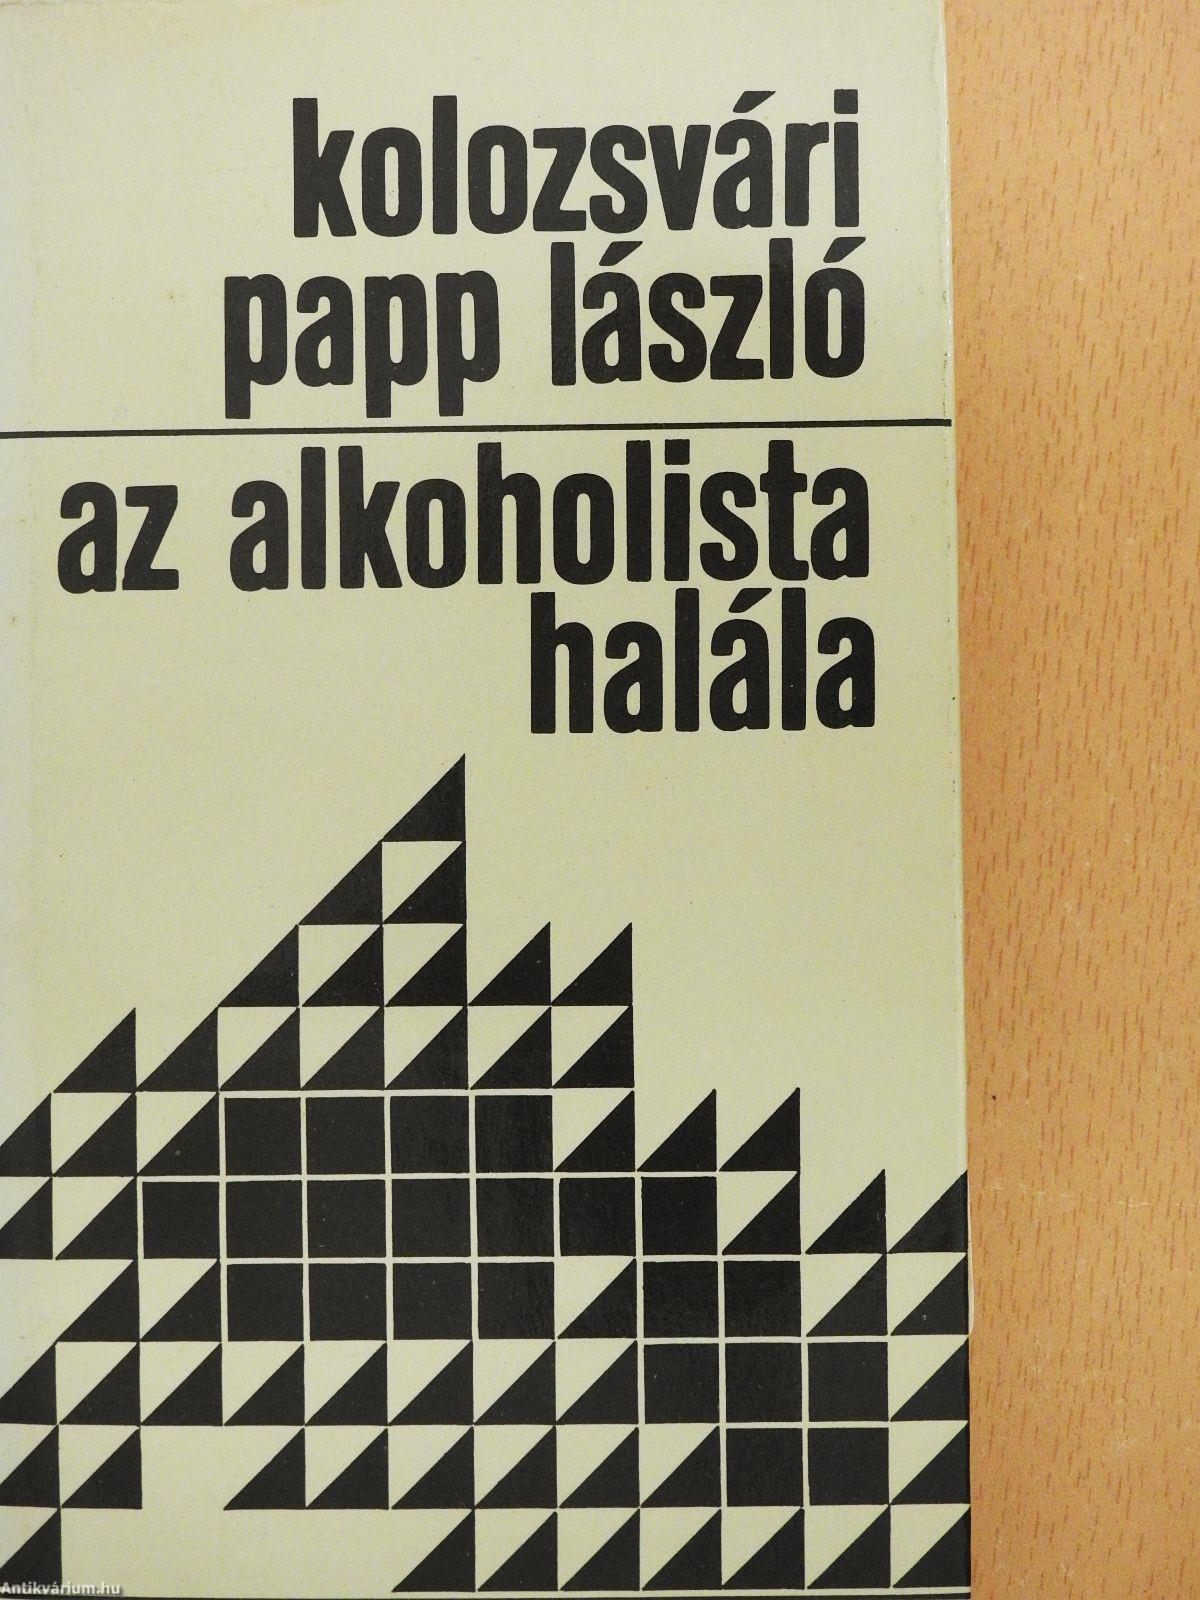 kolozsvári
papp lászló
az alkoholista
halála
Antikvárium.hu